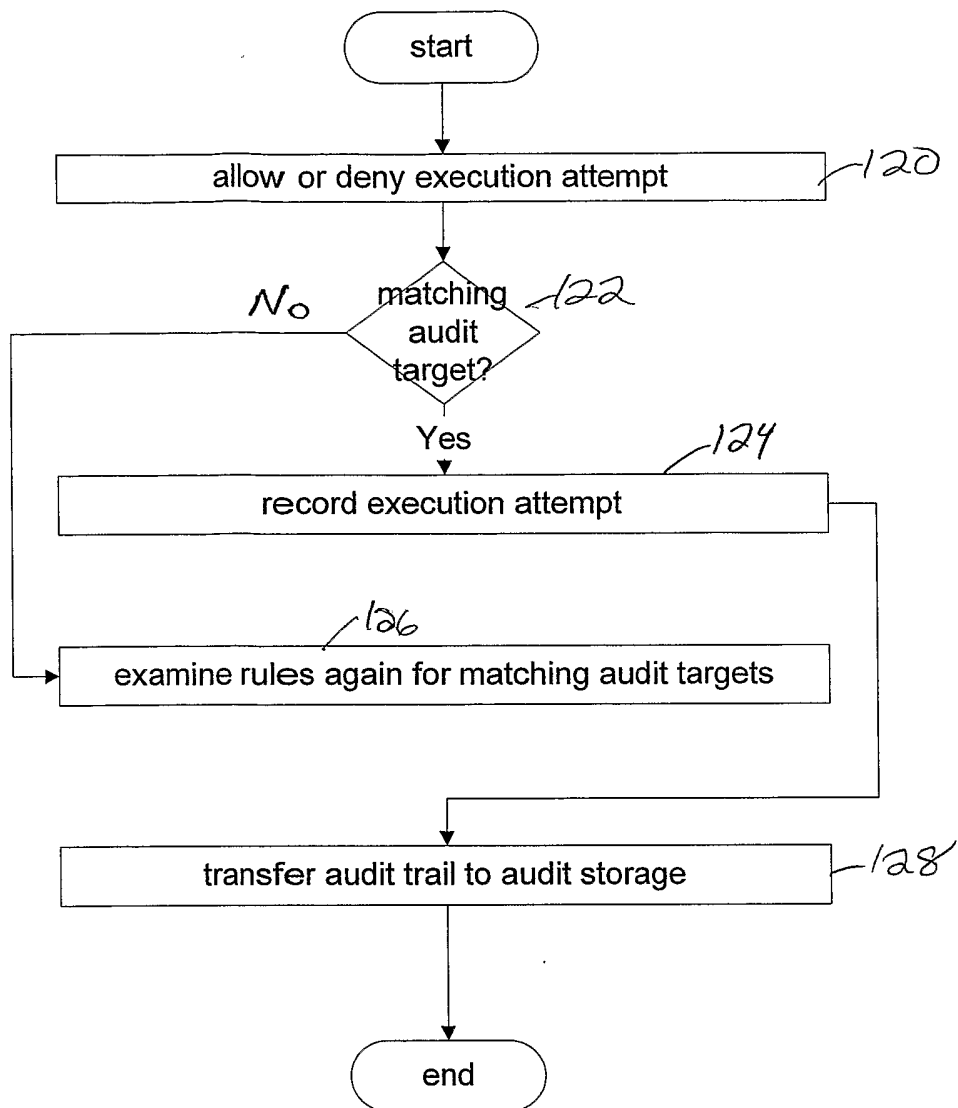 start
allow or deny execution attempt
120
No
matching
audit
target?
122
Yes
124
record execution attempt
126
examine rules again for matching audit targets
transfer audit trail to audit storage
128
end